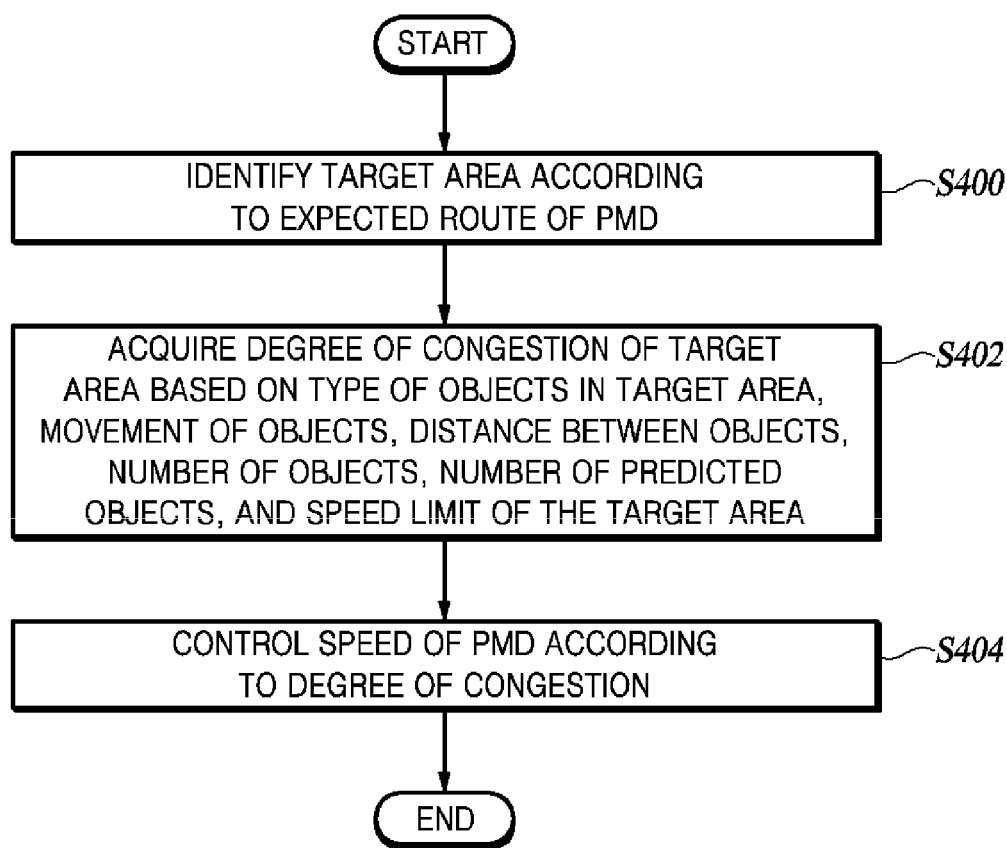 START
IDENTIFY TARGET AREA ACCORDING
TO EXPECTED ROUTE OF PMD
S400
ACQUIRE DEGREE OF CONGESTION OF TARGET
AREA BASED ON TYPE OF OBJECTS IN TARGET AREA,
MOVEMENT OF OBJECTS, DISTANCE BETWEEN OBJECTS,
NUMBER OF OBJECTS, NUMBER OF PREDICTED
OBJECTS, AND SPEED LIMIT OF THE TARGET AREA
S402
CONTROL SPEED OF PMD ACCORDING
TO DEGREE OF CONGESTION
S404
END